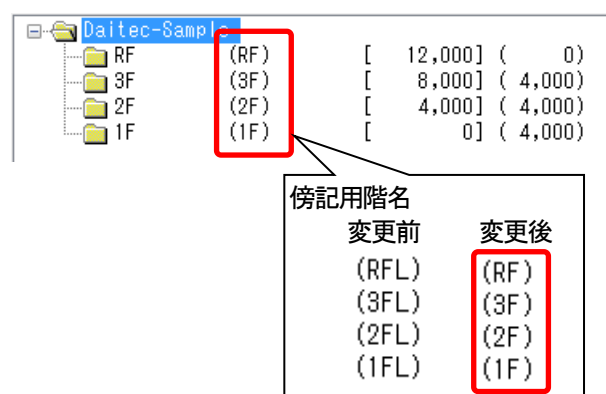 Daitec-Sample
RF (RF) [ 12,000] ( 0)
3F (3F) [ 8,000] ( 4,000)
2F (2F) [ 4,000] ( 4,000)
1F (1F) [ 0] ( 4,000)
傍記用階名
変更前 変更後
(RFL) (RF)
(3FL) (3F)
(2FL) (2F)
(1FL) (1F)